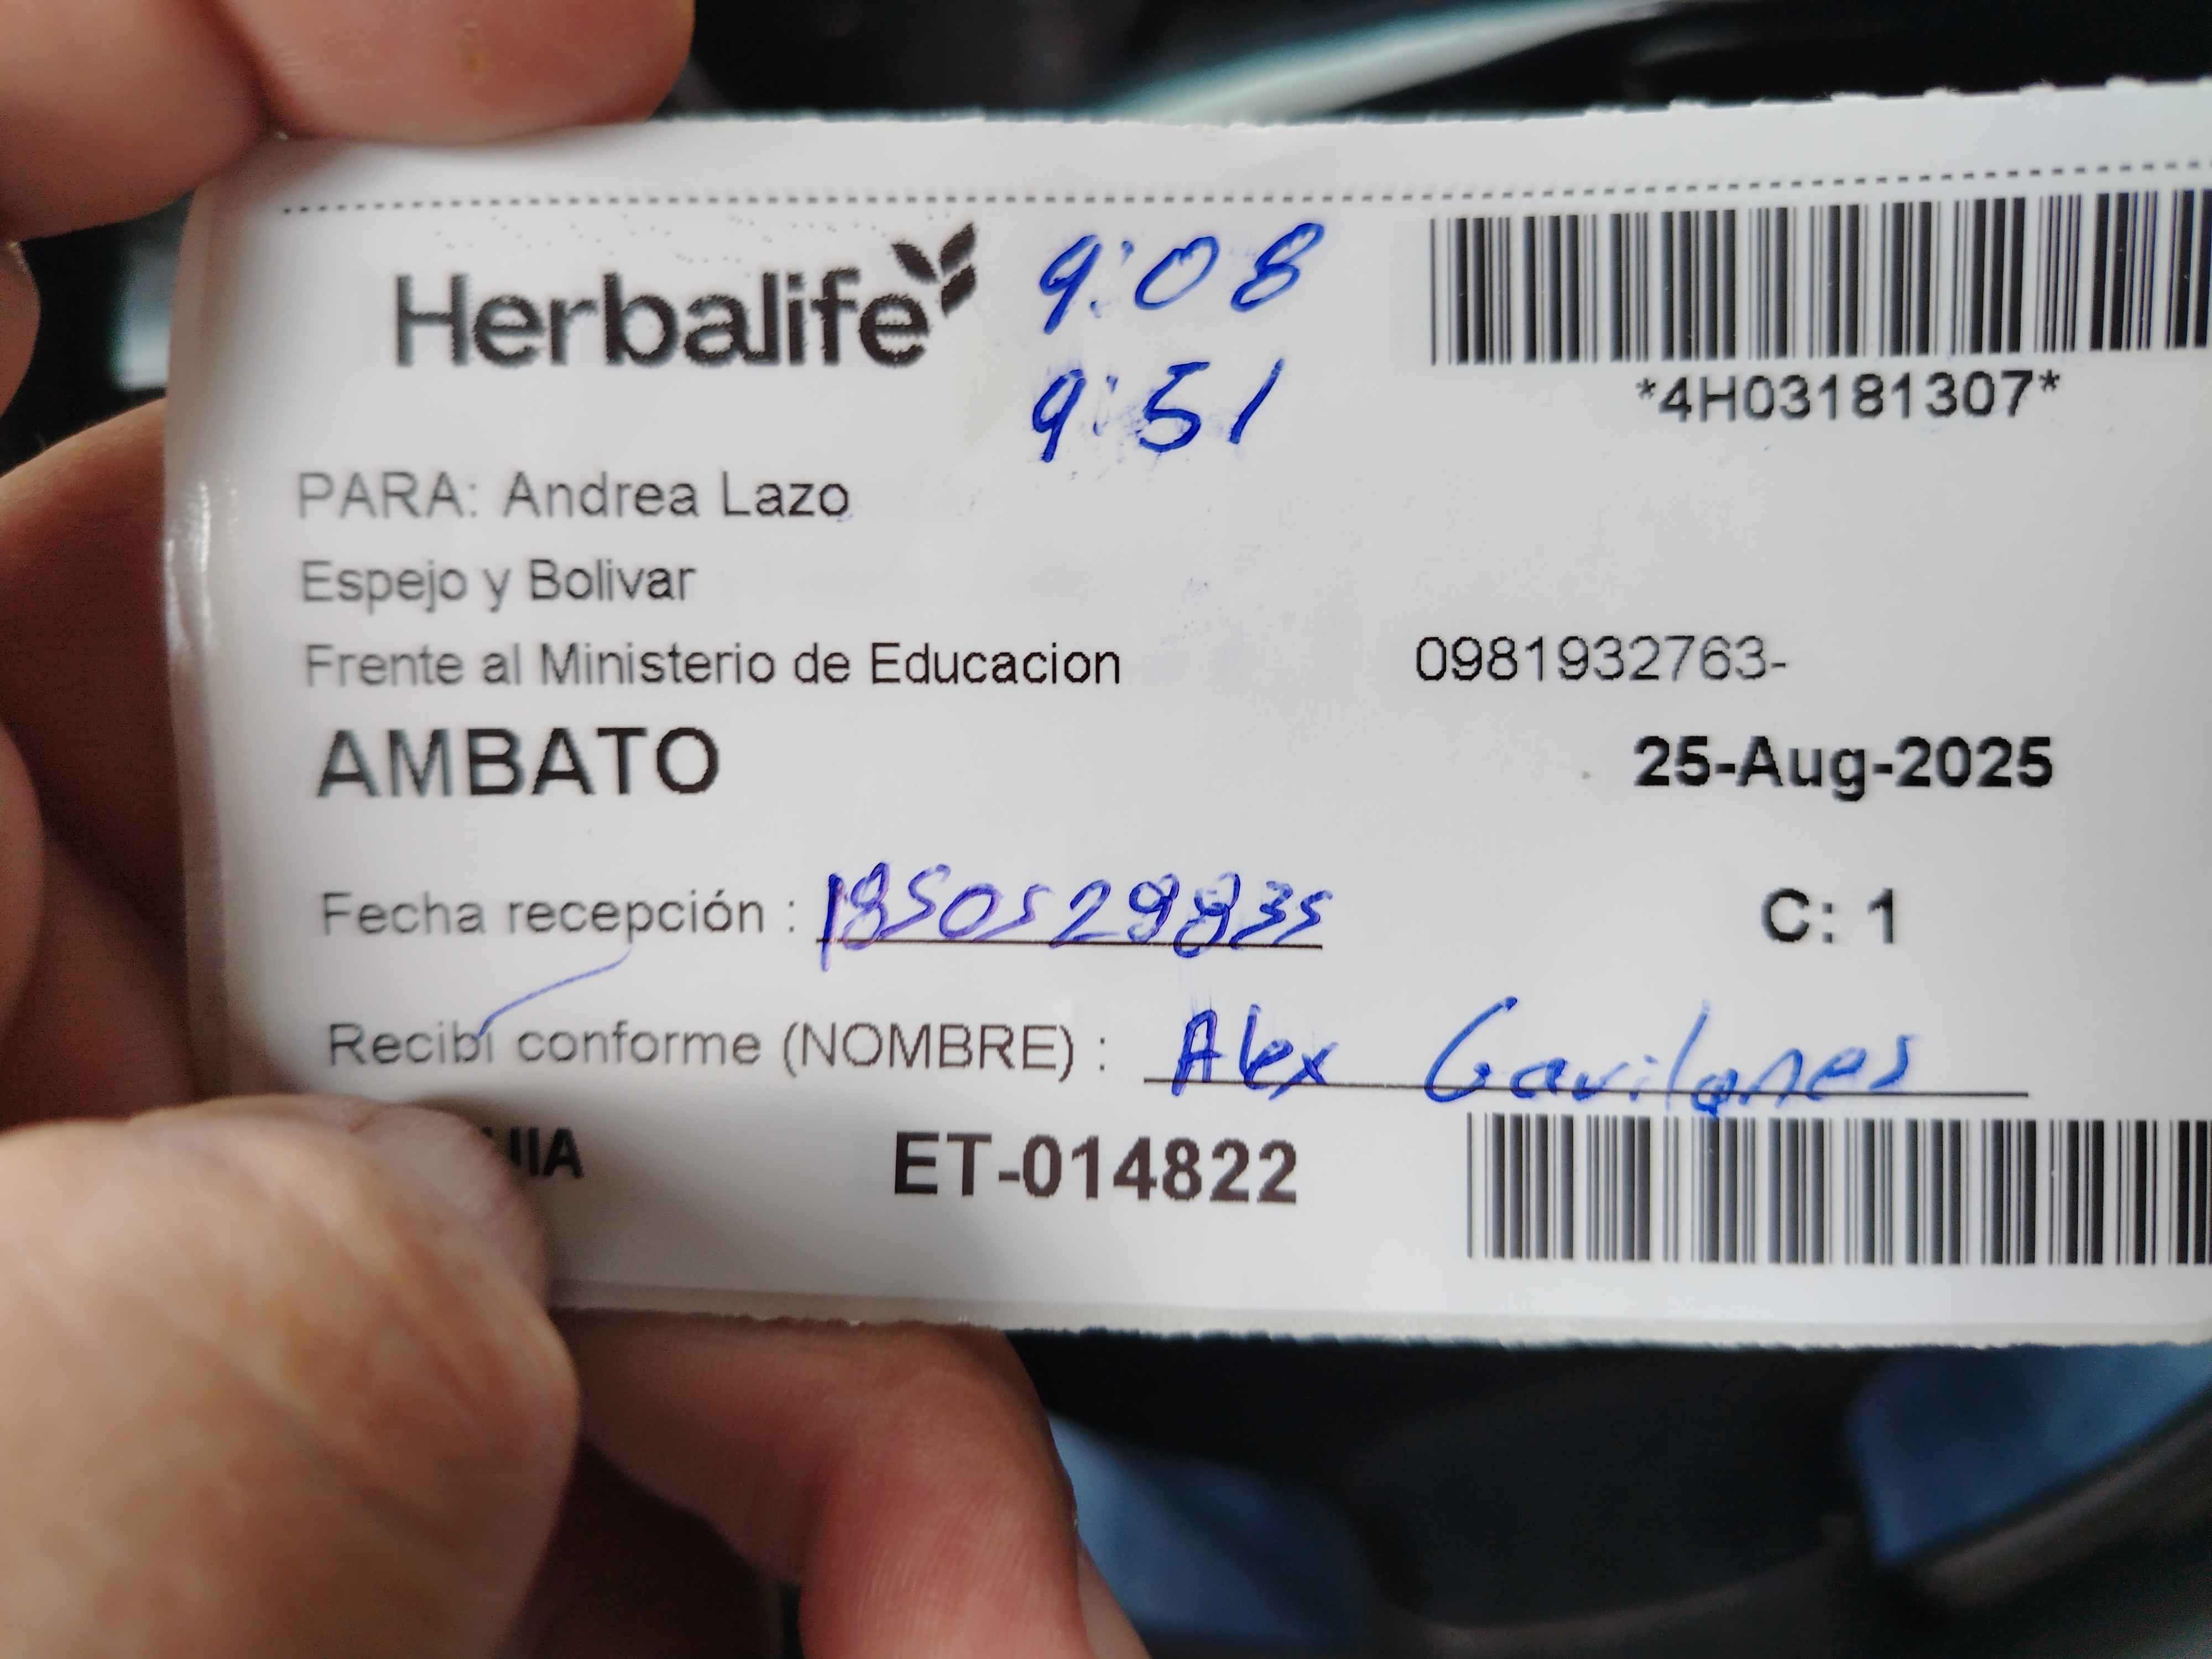 Herbalife
9:08
9:51
*4H03181307*
PARA: Andrea Lazo
Espejo y Bolivar
Frente al Ministerio de Educacion
0981932763-
AMBATO
25-Aug-2025
Fecha recepción : 1850529835
C: 1
Recibí conforme (NOMBRE) : Alex Gavilanes
ET-014822